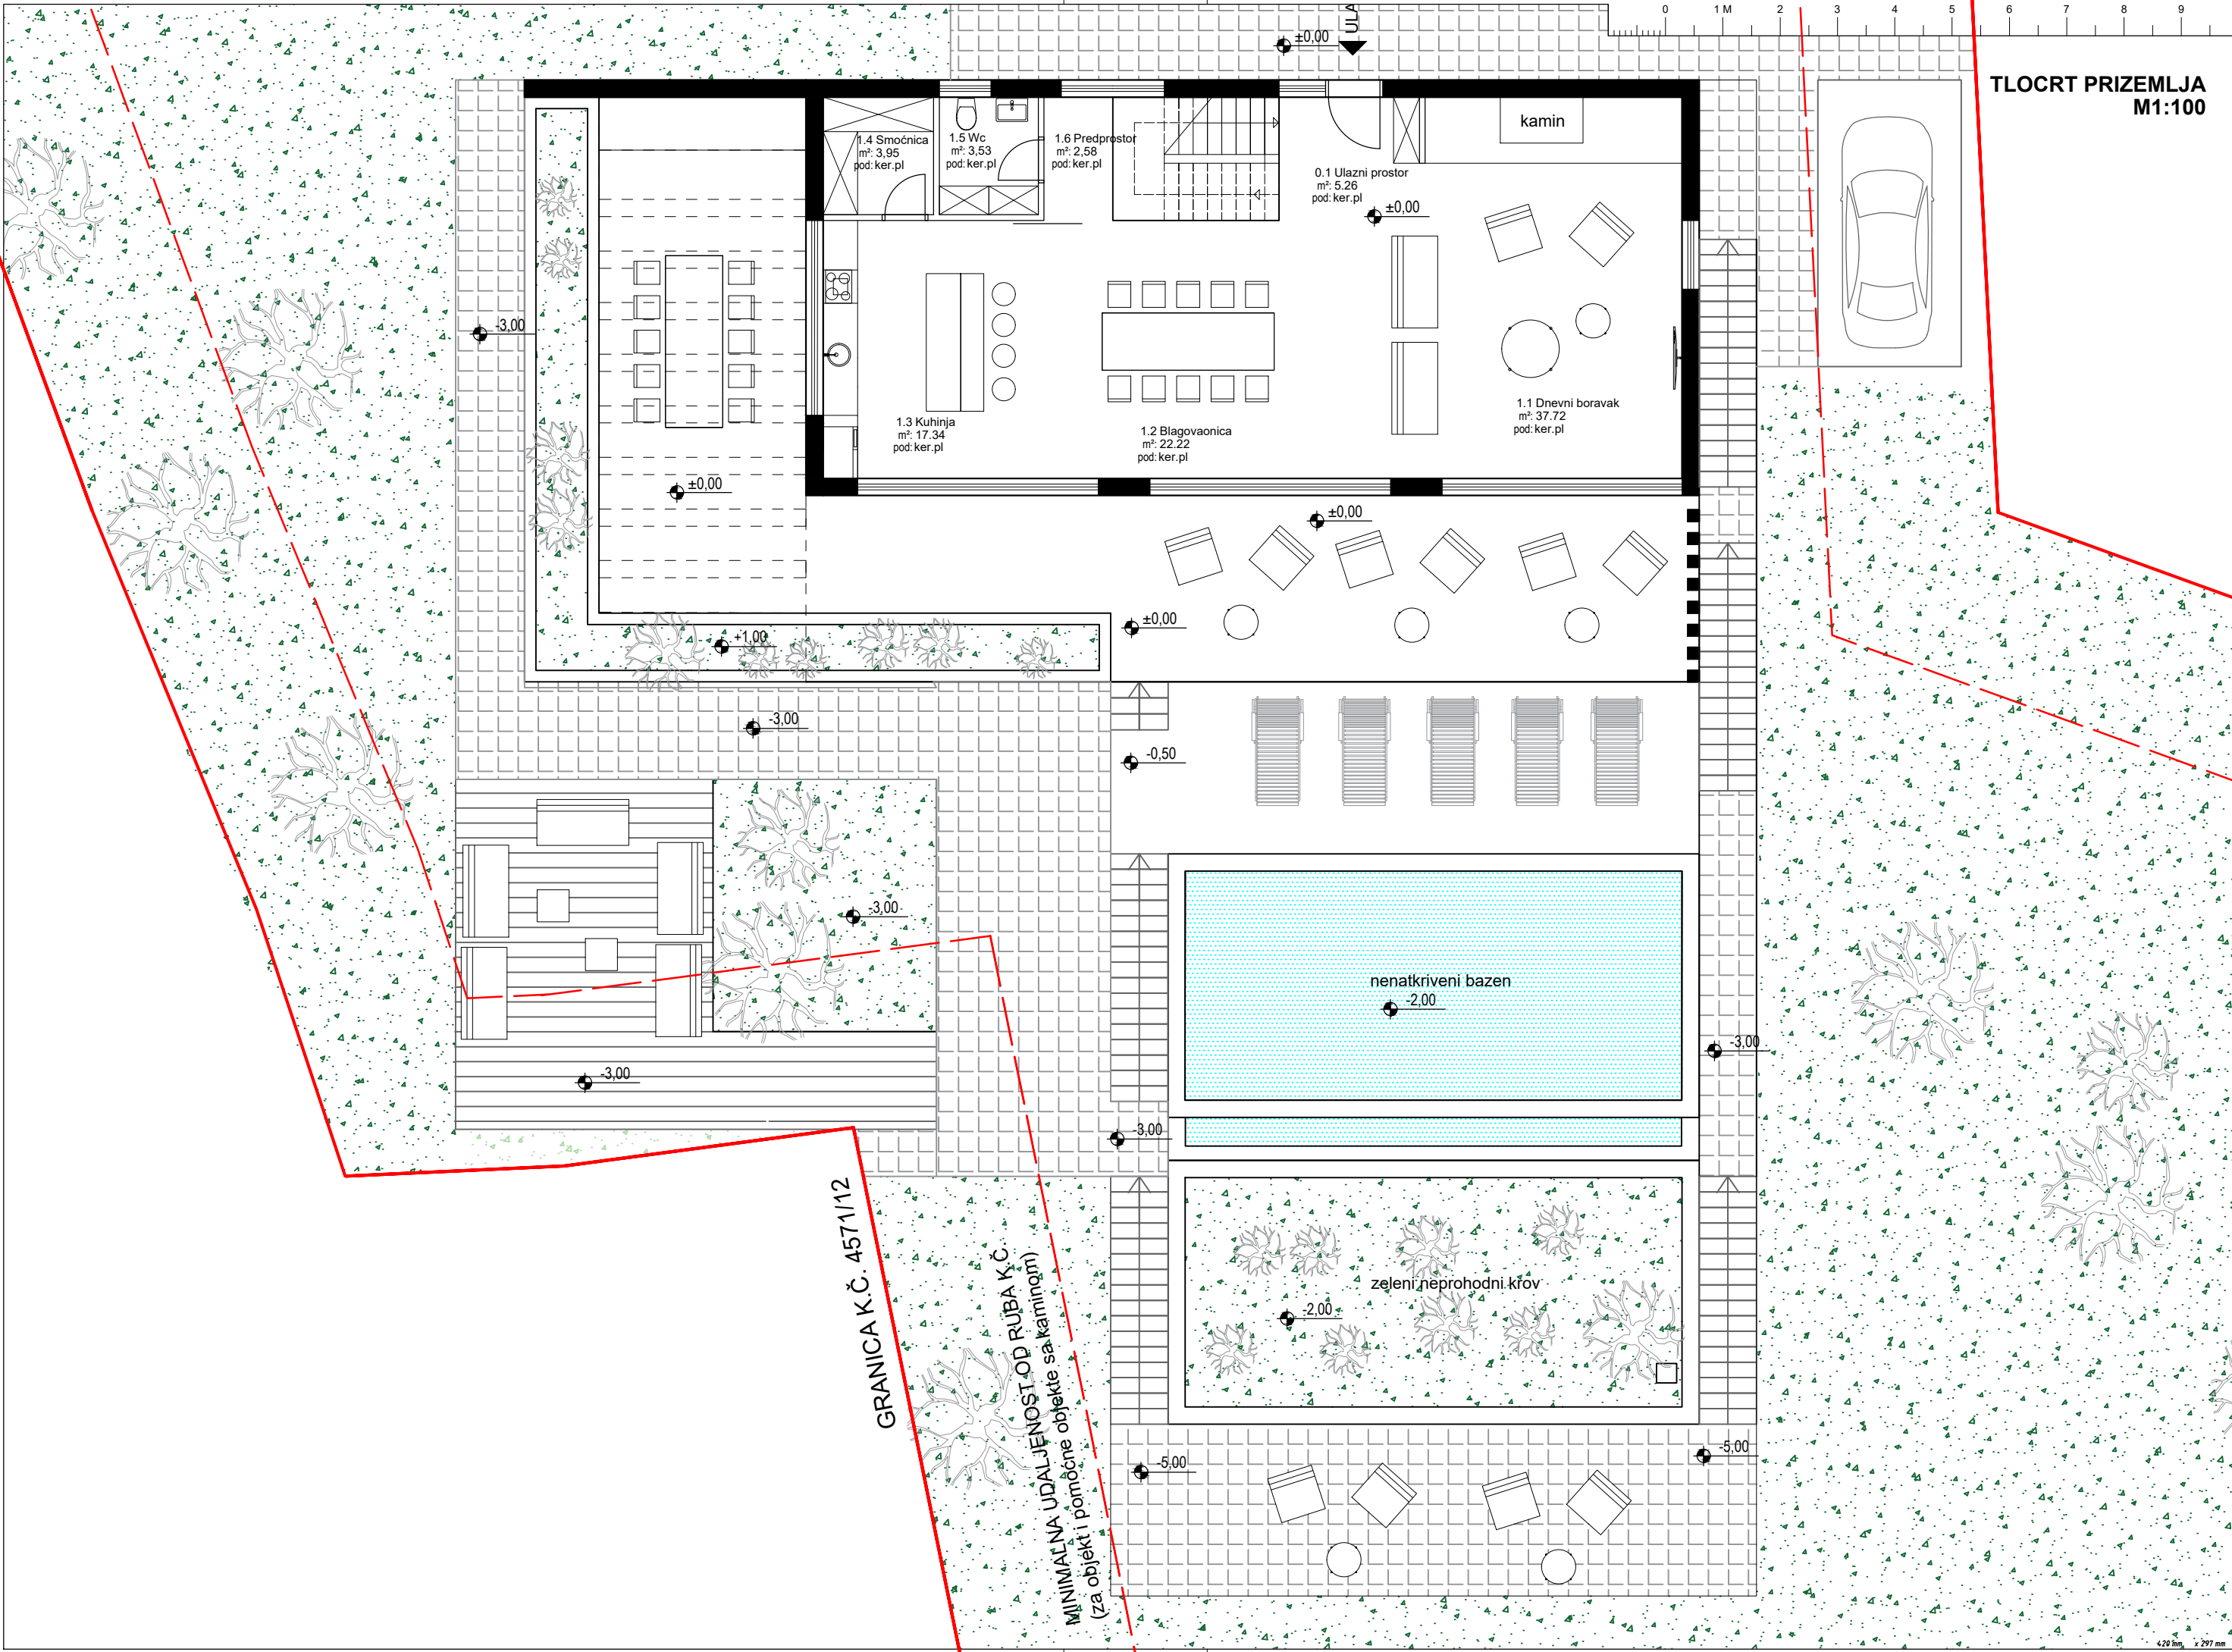 0 1 M 2 3 4 5 6 7 8 9
TLOCRT PRIZEMLJA
M1:100
ULA
±0,00
kamin
1.4 Smoćnica
m²: 3,95
pod: ker.pl
1.5 Wc
m²: 3,53
pod: ker.pl
1.6 Predprostor
m²: 2,58
pod: ker.pl
0.1 Ulazni prostor
m²: 5.26
pod: ker.pl
±0,00
-3,00
1.3 Kuhinja
m²: 17.34
pod: ker.pl
1.2 Blagovaonica
m²: 22.22
pod: ker.pl
1.1 Dnevni boravak
m²: 37.72
pod: ker.pl
±0,00
±0,00
±0,00
+1,00
-3,00
-0,50
-3,00
nenatkriveni bazen
-2,00
-3,00
-3,00
-3,00
GRANICA K.Č. 4571/12
MINIMALNA UDALJENOST OD RUBA K.Č.
(za objekt i pomoćne objekte sa kaminom)
zeleni neprohodni krov
-2,00
-5,00
-5,00
420 mm x 297 mm